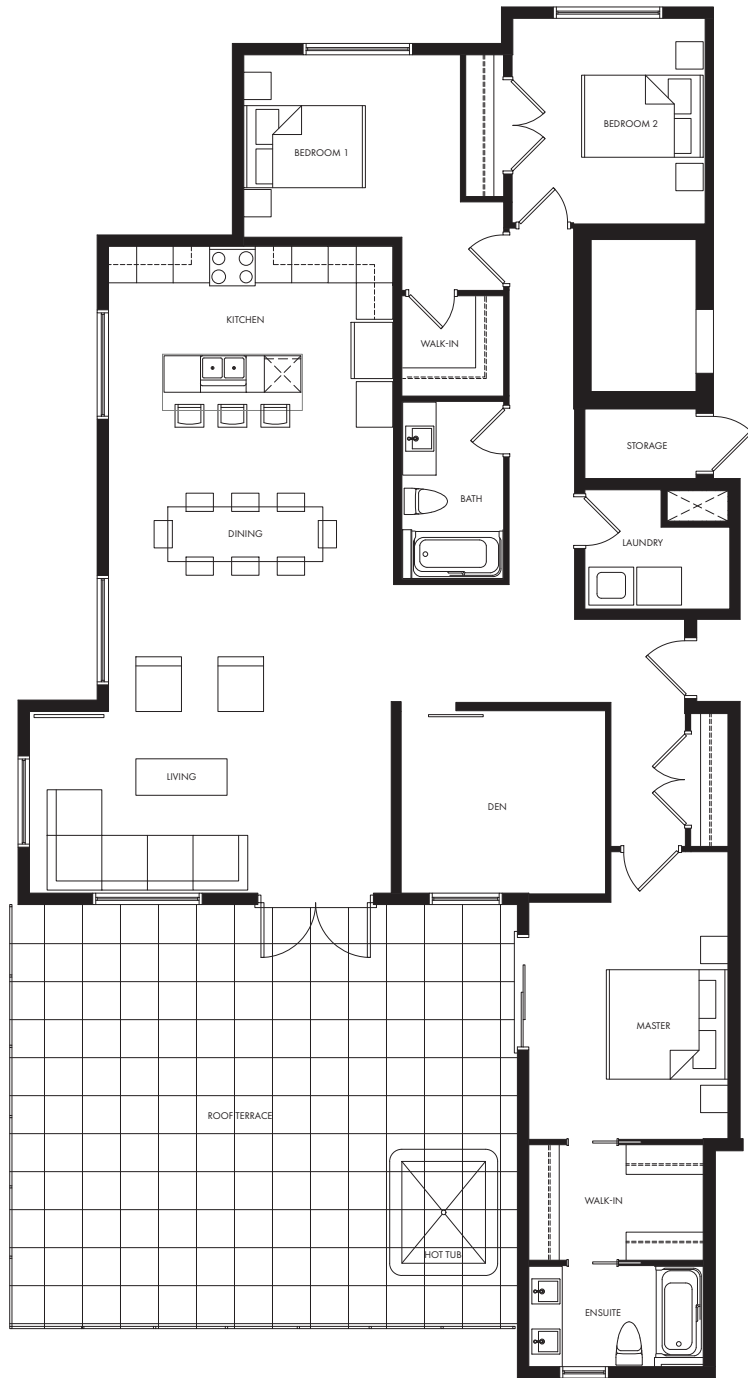 BEDROOM 2
BEDROOM 1
KITCHEN
WALK-IN
STORAGE
BATH
DINING
LAUNDRY
LIVING
DEN
MASTER
ROOF TERRACE
WALK-IN
HOT TUB
ENSUITE